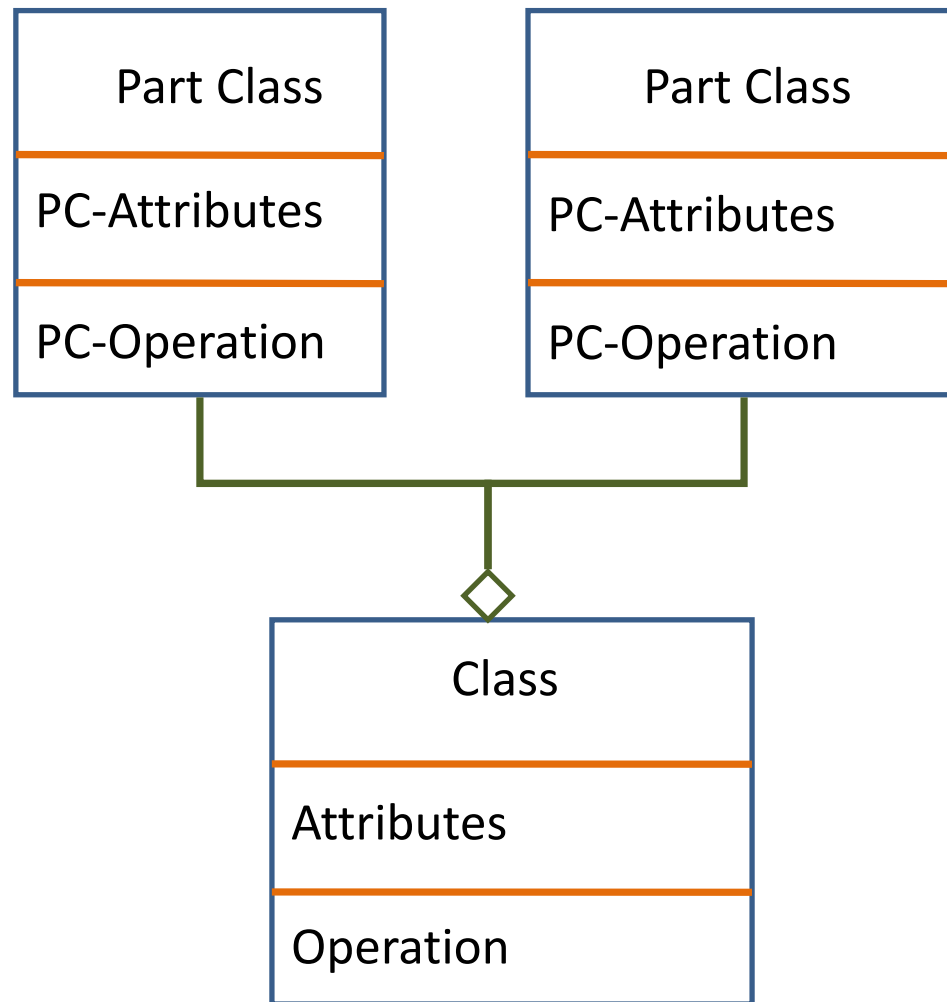 Part Class
PC-Attributes
PC-Operation
Part Class
PC-Attributes
PC-Operation
Class
Attributes
Operation